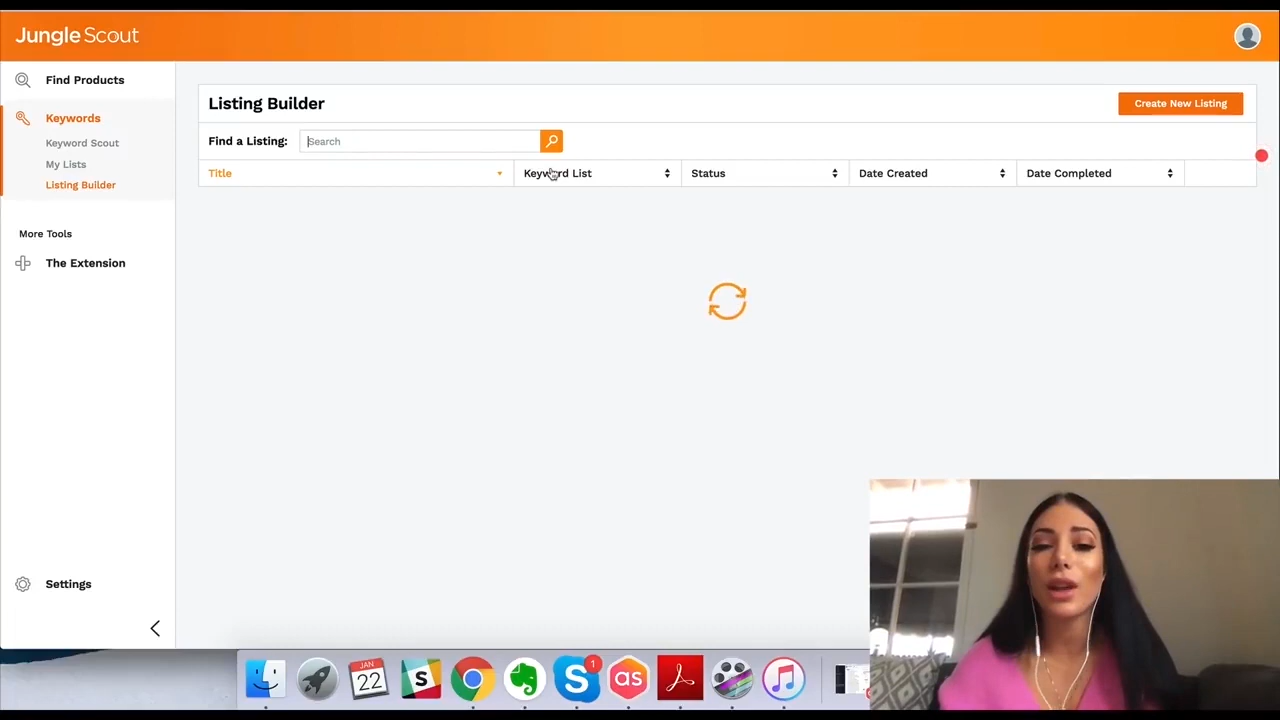 Jungle Scout
Find Products
Keywords
Keyword Scout
My Lists
Listing Builder
More Tools
The Extension
Settings
Listing Builder
Create New Listing
Find a Listing:
Search
Title
Keyword List
Status
Date Created
Date Completed
JAN
22
S
S
1
as